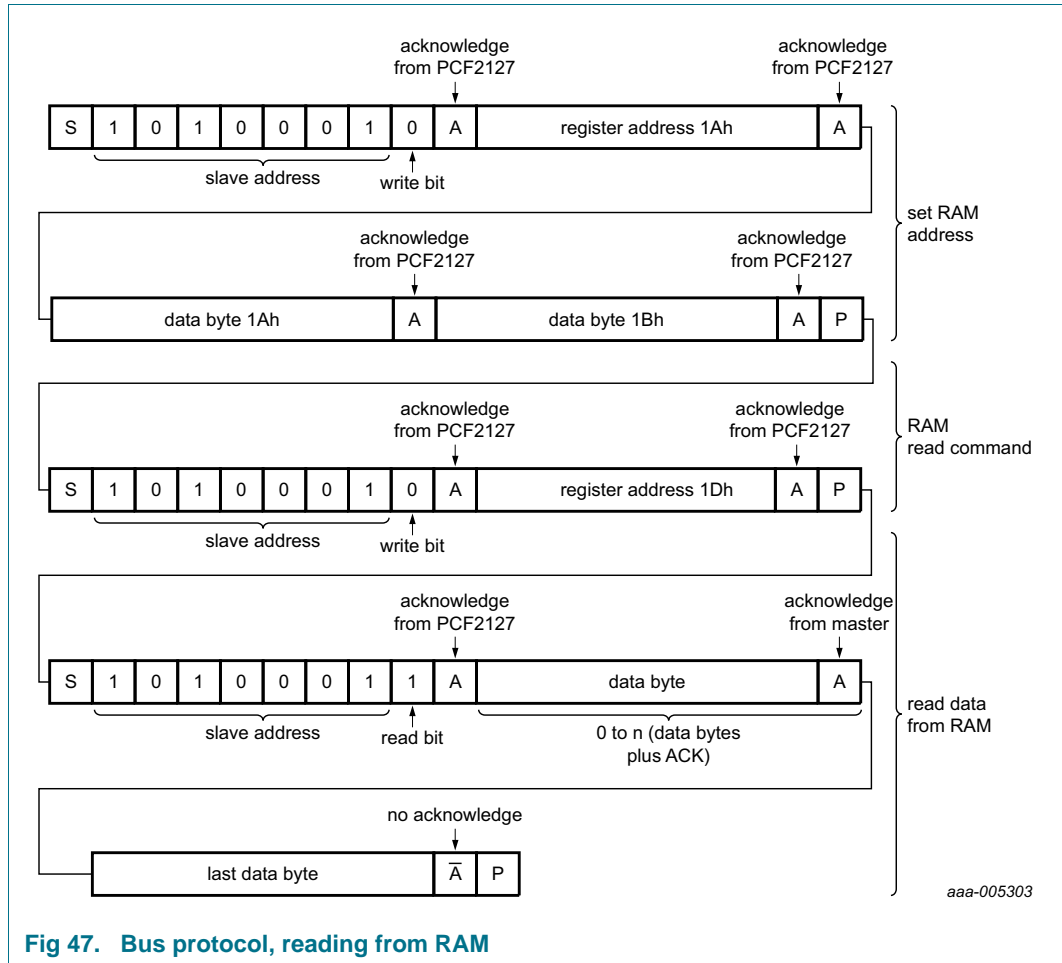 acknowledge
from PCF2127
acknowledge
from PCF2127
S 1 0 1 0 0 0 1 0 A register address 1Ah A
slave address
write bit
set RAM
address
acknowledge
from PCF2127
acknowledge
from PCF2127
data byte 1Ah A data byte 1Bh A P
acknowledge
from PCF2127
acknowledge
from PCF2127
RAM
read command
S 1 0 1 0 0 0 1 0 A register address 1Dh A P
slave address
write bit
acknowledge
from PCF2127
acknowledge
from master
S 1 0 1 0 0 0 1 1 A data byte A
slave address
read bit
0 to n (data bytes
plus ACK)
read data
from RAM
no acknowledge
last data byte A̅ P
aaa-005303
Fig 47. Bus protocol, reading from RAM